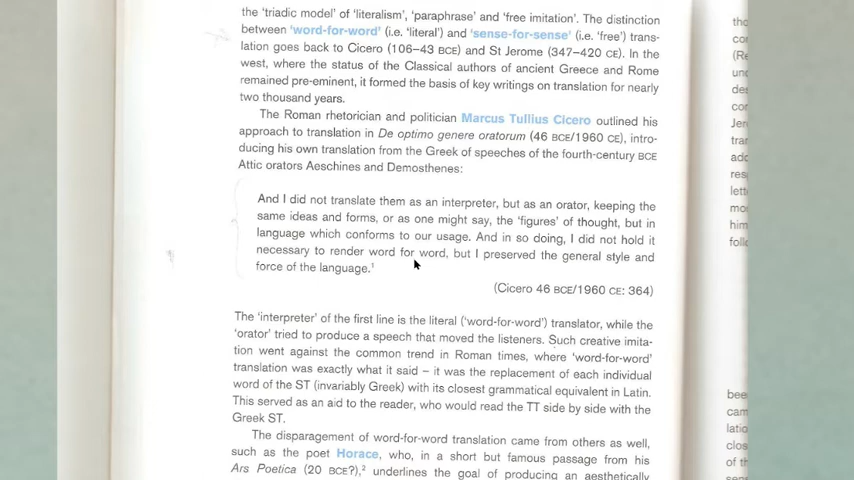 the 'triadic model' of 'literalism', 'paraphrase' and 'free imitation'. The distinction
between 'word-for-word' (i.e. 'literal') and 'sense-for-sense' (i.e. 'free') trans-
lation goes back to Cicero (106–43 BCE) and St Jerome (347–420 CE). In the
west, where the status of the Classical authors of ancient Greece and Rome
remained pre-eminent, it formed the basis of key writings on translation for nearly
two thousand years.
The Roman rhetorician and politician Marcus Tullius Cicero outlined his
approach to translation in De optimo genere oratorum (46 BCE/1960 CE), intro-
ducing his own translation from the Greek of speeches of the fourth-century BCE
Attic orators Aeschines and Demosthenes:
And I did not translate them as an interpreter, but as an orator, keeping the
same ideas and forms, or as one might say, the 'figures' of thought, but in
language which conforms to our usage. And in so doing, I did not hold it
necessary to render word for word, but I preserved the general style and
force of the language.¹
(Cicero 46 BCE/1960 CE: 364)
The 'interpreter' of the first line is the literal ('word-for-word') translator, while the
'orator' tried to produce a speech that moved the listeners. Such creative imita-
tion went against the common trend in Roman times, where 'word-for-word'
translation was exactly what it said – it was the replacement of each individual
word of the ST (invariably Greek) with its closest grammatical equivalent in Latin.
This served as an aid to the reader, who would read the TT side by side with the
Greek ST.
The disparagement of word-for-word translation came from others as well,
such as the poet Horace, who, in a short but famous passage from his
Ars Poetica (20 BCE?),² underlines the goal of producing an aesthetically